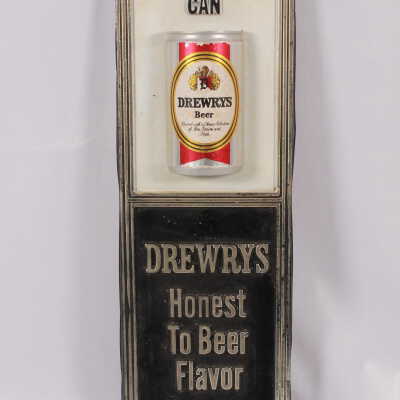 CAN
DREWRYS
Beer
DREWRYS
Honest
To Beer
Flavor